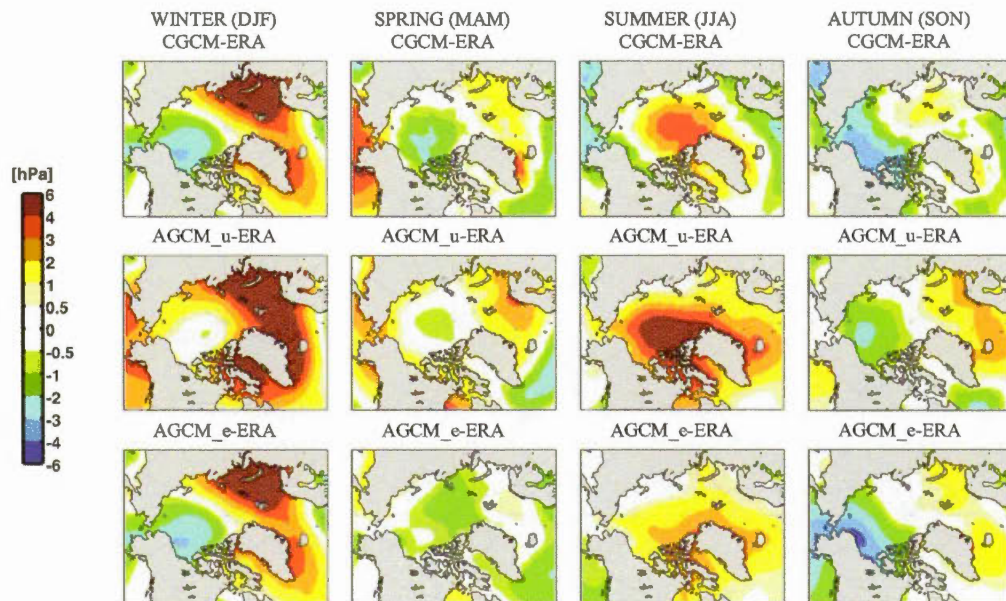 WINTER (DJF) SPRING (MAM) SUMMER (JJA) AUTUMN (SON)
CGCM-ERA CGCM-ERA CGCM-ERA CGCM-ERA
[hPa]
6
4
3
2
1
0.5
0
-0.5
-1
-2
-3
-4
-6
AGCM_u-ERA AGCM_u-ERA AGCM_u-ERA AGCM_u-ERA
AGCM_e-ERA AGCM_e-ERA AGCM_e-ERA AGCM_e-ERA